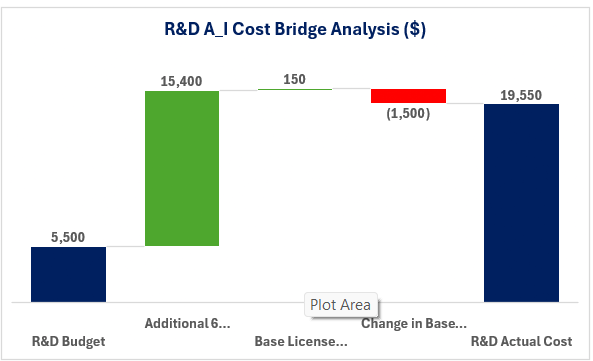 R&D A_I Cost Bridge Analysis ($)
15,400
150
19,550
(1,500)
5,500
Plot Area
Additional 6...
Change in Base...
R&D Budget
Base License...
R&D Actual Cost